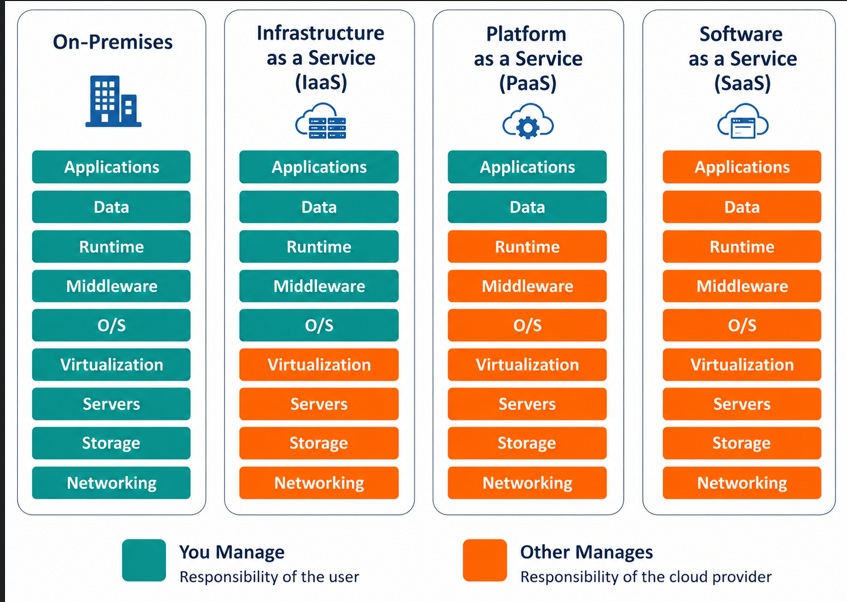 On-Premises
Applications
Data
Runtime
Middleware
O/S
Virtualization
Servers
Storage
Networking
Infrastructure
as a Service
(IaaS)
Applications
Data
Runtime
Middleware
O/S
Virtualization
Servers
Storage
Networking
Platform
as a Service
(PaaS)
Applications
Data
Runtime
Middleware
O/S
Virtualization
Servers
Storage
Networking
Software
as a Service
(SaaS)
Applications
Data
Runtime
Middleware
O/S
Virtualization
Servers
Storage
Networking
You Manage
Responsibility of the user
Other Manages
Responsibility of the cloud provider